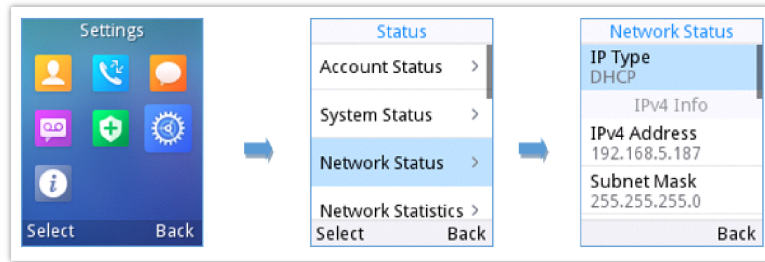 Settings
Select Back
Status
Account Status >
System Status >
Network Status >
Network Statistics >
Select Back
Network Status
IP Type
DHCP
IPv4 Info
IPv4 Address
192.168.5.187
Subnet Mask
255.255.255.0
Back